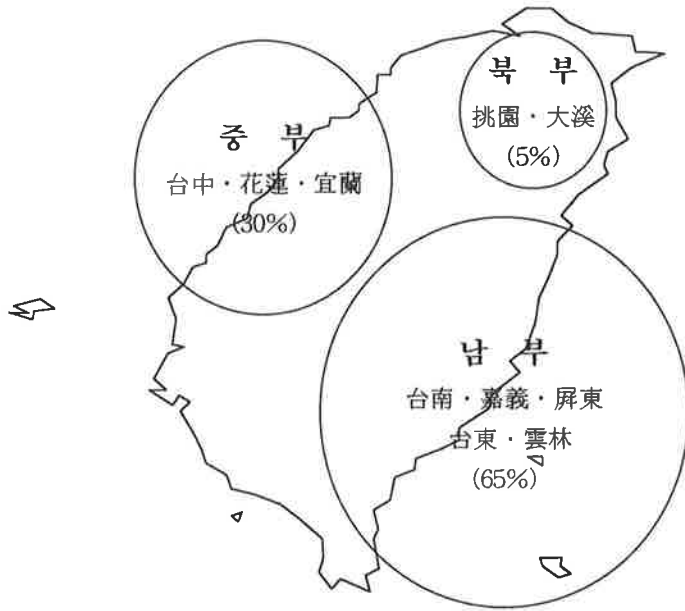 북 부
挑園·大溪
(5%)
중 부
台中·花蓮·宜蘭
(30%)
남 부
台南·嘉義·屏東
台東·雲林
(65%)